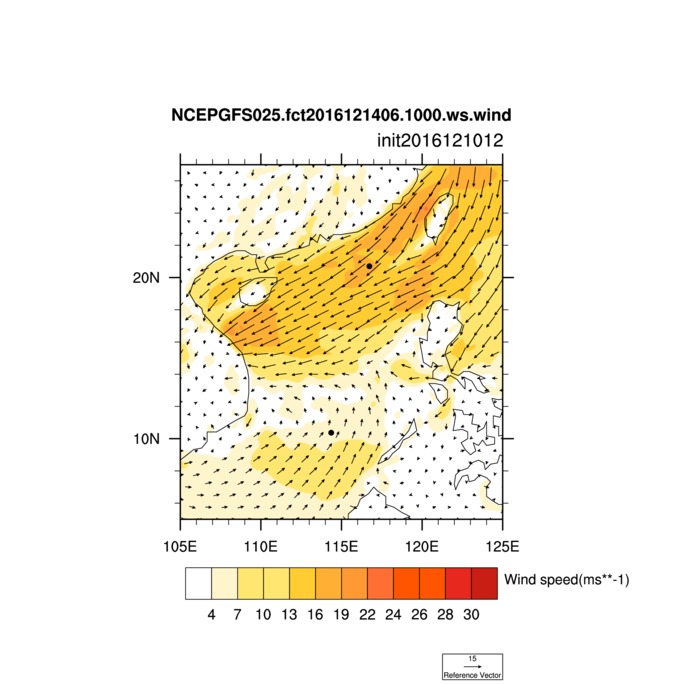 NCEPGFS025.fct2016121406.1000.ws.wind
init2016121012
20N
10N
105E 110E 115E 120E 125E
Wind speed(ms**-1)
4 7 10 13 16 19 22 24 26 28 30
15
Reference Vector